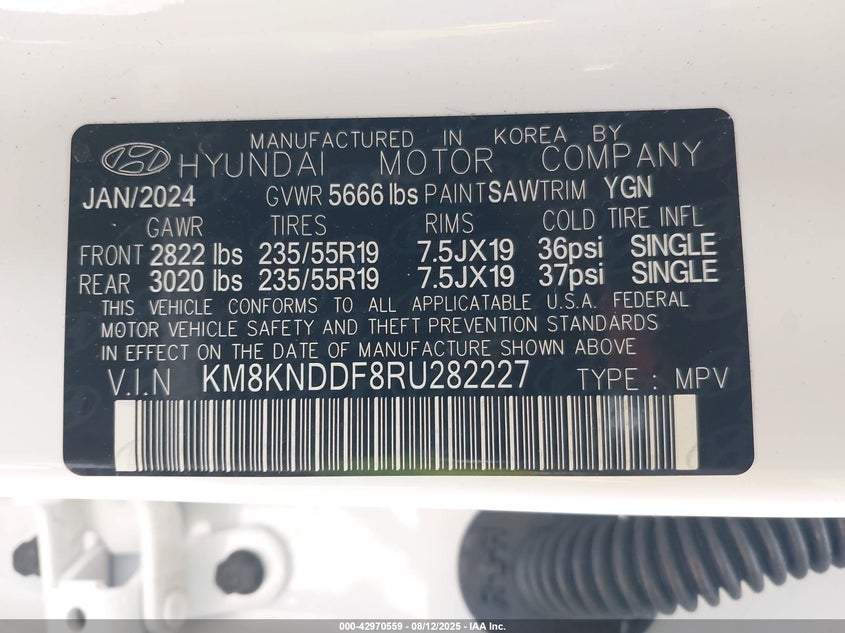 MANUFACTURED IN KOREA BY
HYUNDAI MOTOR COMPANY
JAN/2024 GVWR 5666 lbs PAINT SAW TRIM YGN
GAWR TIRES RIMS COLD TIRE INFL
FRONT 2822 lbs 235/55R19 7.5JX19 36psi SINGLE
REAR 3020 lbs 235/55R19 7.5JX19 37psi SINGLE
THIS VEHICLE CONFORMS TO ALL APPLICATABLE U.S.A. FEDERAL
MOTOR VEHICLE SAFETY AND THEFT PREVENTION STANDARDS
IN EFFECT ON THE DATE OF MANUFACTURE SHOWN ABOVE
V.I.N KM8KNDDF8RU282227 TYPE : MPV
000-42970559 - 08/12/2025 - IAA Inc.